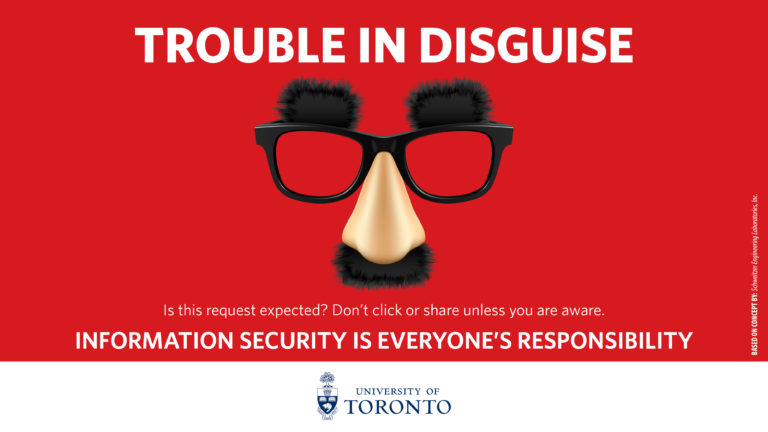 TROUBLE IN DISGUISE
Is this request expected? Don't click or share unless you are aware.
INFORMATION SECURITY IS EVERYONE'S RESPONSIBILITY
BASED ON CONCEPT BY: Schweitzer Engineering Laboratories, Inc.
UNIVERSITY OF
TORONTO